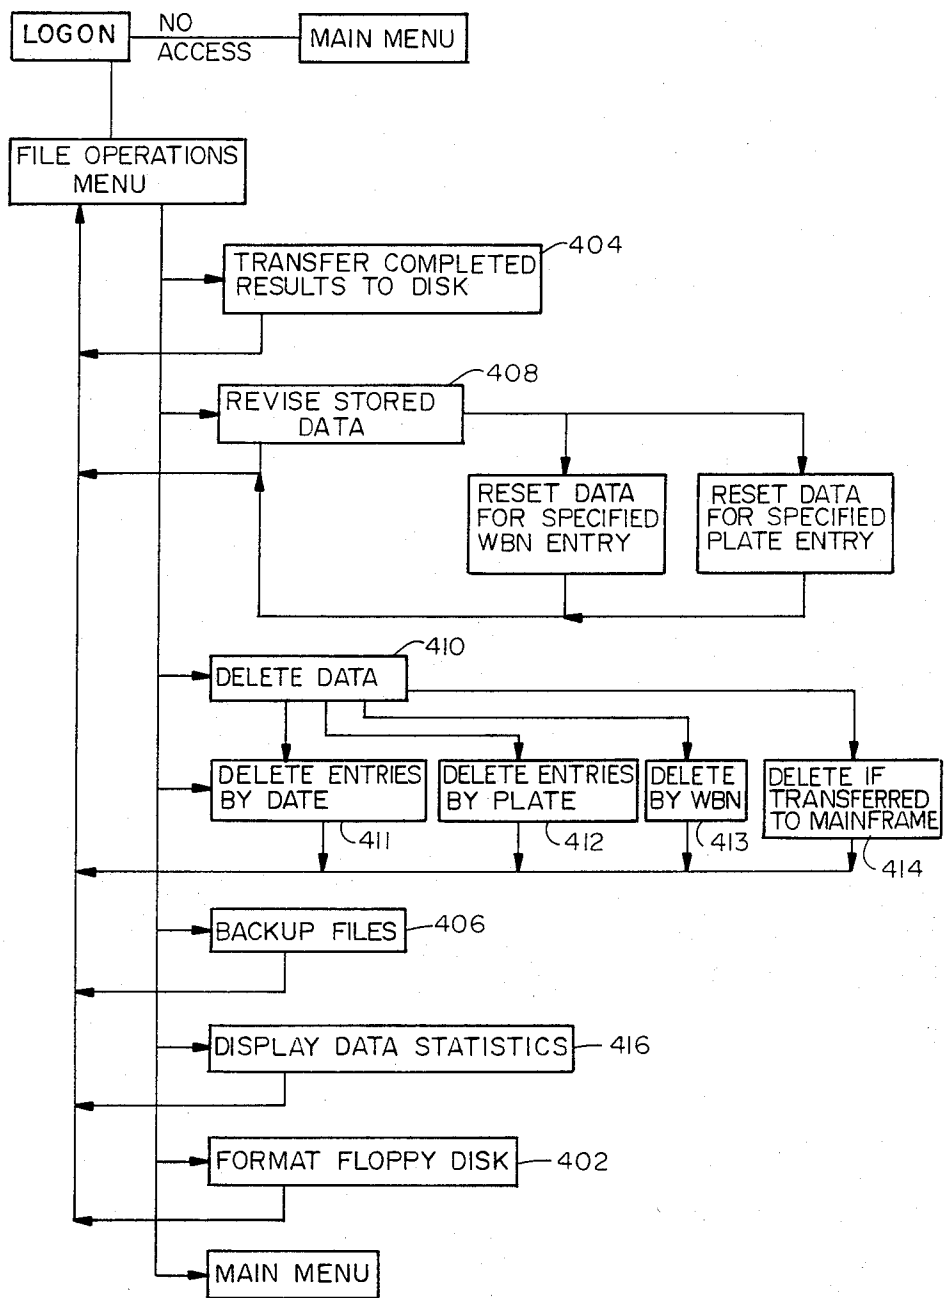 LOGON
NO
ACCESS
MAIN MENU
FILE OPERATIONS
MENU
404
TRANSFER COMPLETED
RESULTS TO DISK
408
REVISE STORED
DATA
RESET DATA
FOR SPECIFIED
WBN ENTRY
RESET DATA
FOR SPECIFIED
PLATE ENTRY
410
DELETE DATA
DELETE ENTRIES
BY DATE
411
DELETE ENTRIES
BY PLATE
412
DELETE
BY WBN
413
DELETE IF
TRANSFERRED
TO MAINFRAME
414
BACKUP FILES
406
DISPLAY DATA STATISTICS
416
FORMAT FLOPPY DISK
402
MAIN MENU